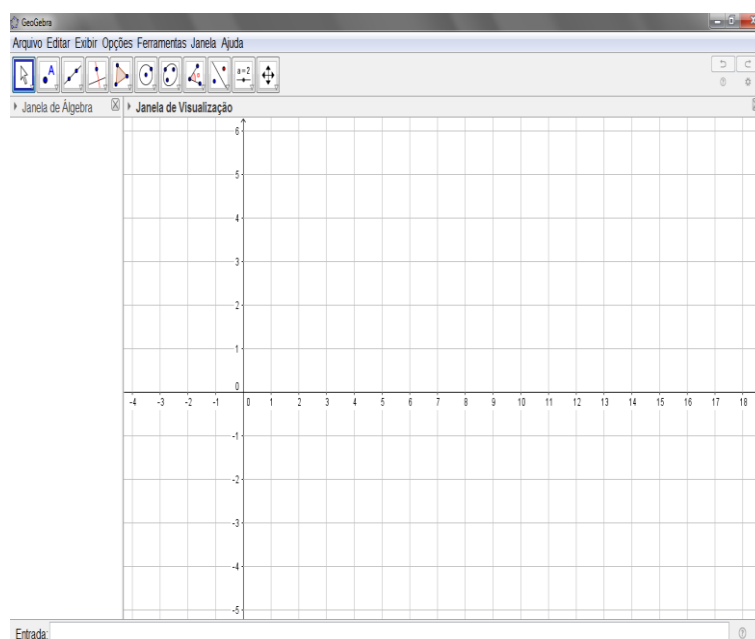 GeoGebra
Arquivo Editar Exibir Opções Ferramentas Janela Ajuda
A
a=2
Janela de Álgebra
Janela de Visualização
6
5
4
3
2
1
0
-4 -3 -2 -1 0 1 2 3 4 5 6 7 8 9 10 11 12 13 14 15 16 17 18
-1
-2
-3
-4
-5
Entrada: